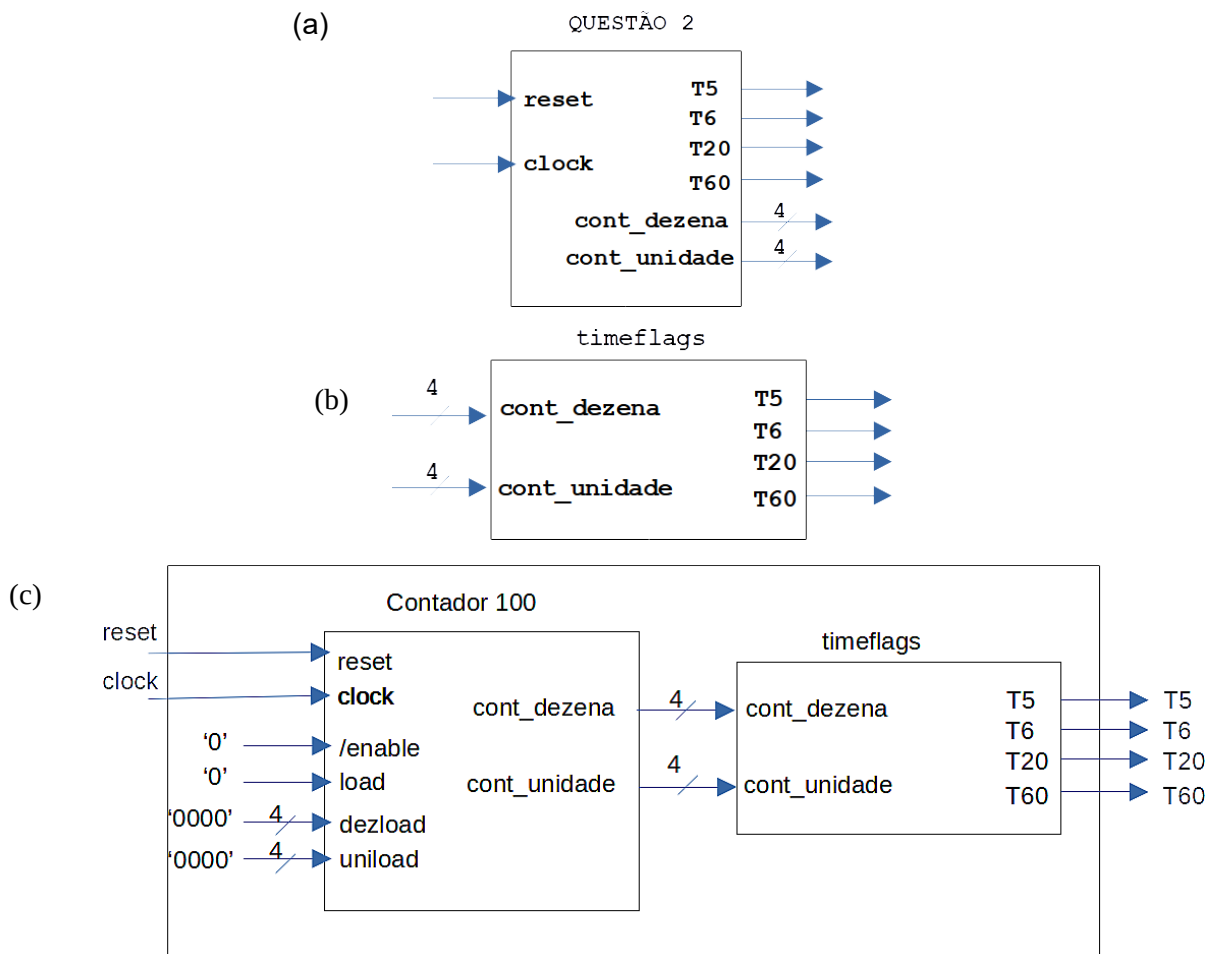 (a)
QUESTÃO 2
reset
clock
T5
T6
T20
T60
cont_dezena
4
cont_unidade
4
timeflags
(b)
4
cont_dezena
4
cont_unidade
T5
T6
T20
T60
(c)
Contador 100
reset
clock
reset
clock
‘0’
/enable
‘0’
load
‘0000’
4
dezload
‘0000’
4
uniload
cont_dezena
4
cont_unidade
4
timeflags
cont_dezena
cont_unidade
T5
T6
T20
T60
T5
T6
T20
T60